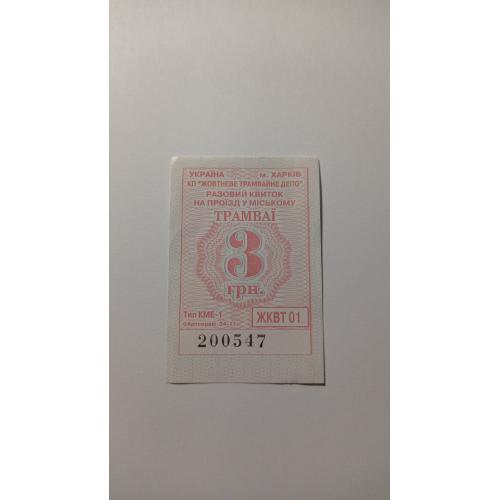 УКРАЇНА м. ХАРКІВ
КП "ЖОВТНЕВЕ ТРАМВАЙНЕ ДЕПО"
РАЗОВИЙ КВИТОК
НА ПРОЇЗД У МІСЬКОМУ
ТРАМВАЇ
3
грн.
Тип КМЕ-1
ЖКВТ 01
200547